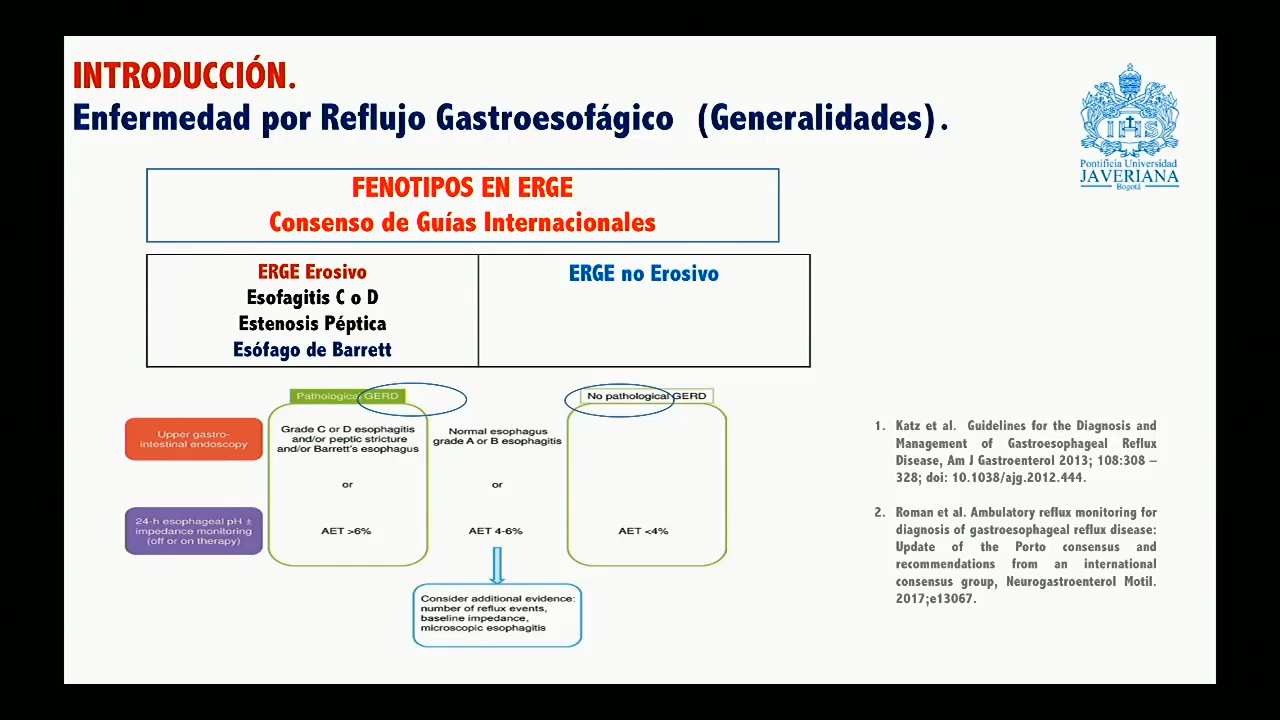 INTRODUCCIÓN.
Enfermedad por Reflujo Gastroesofágico (Generalidades).
IHS
Pontificia Universidad
JAVERIANA
Bogotá
FENOTIPOS EN ERGE
Consenso de Guías Internacionales
ERGE Erosivo
Esofagitis C o D
Estenosis Péptica
Esófago de Barrett
ERGE no Erosivo
Pathological GERD
No pathological GERD
Upper gastro-
intestinal endoscopy
Grade C or D esophagitis
and/or peptic stricture
and/or Barrett's esophagus
Normal esophagus
grade A or B esophagitis
or
or
24-h esophageal pH ±
impedance monitoring
(off or on therapy)
AET >6%
AET 4-6%
AET <4%
Consider additional evidence:
number of reflux events,
baseline impedance,
microscopic esophagitis
1. Katz et al. Guidelines for the Diagnosis and
Management of Gastroesophageal Reflux
Disease, Am J Gastroenterol 2013; 108:308 –
328; doi: 10.1038/ajg.2012.444.
2. Roman et al. Ambulatory reflux monitoring for
diagnosis of gastroesophageal reflux disease:
Update of the Porto consensus and
recommendations from an international
consensus group, Neurogastroenterol Motil.
2017;e13067.